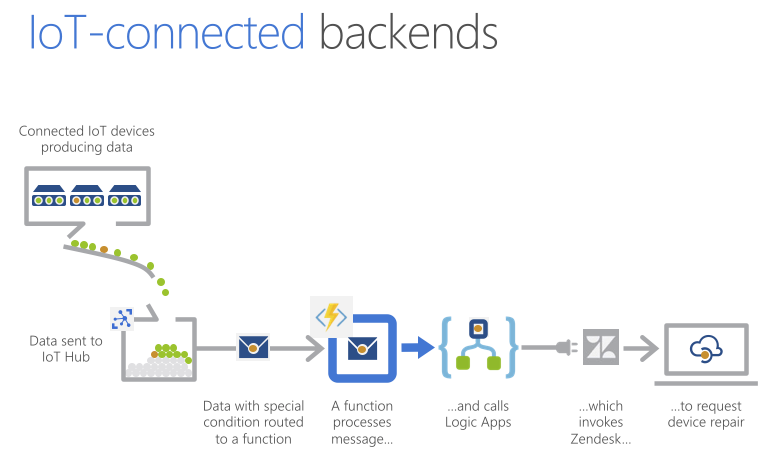 IoT-connected backends
Connected IoT devices
producing data
Data sent to
IoT Hub
Data with special
condition routed
to a function
A function
processes
message...
...and calls
Logic Apps
...which
invokes
Zendesk...
...to request
device repair